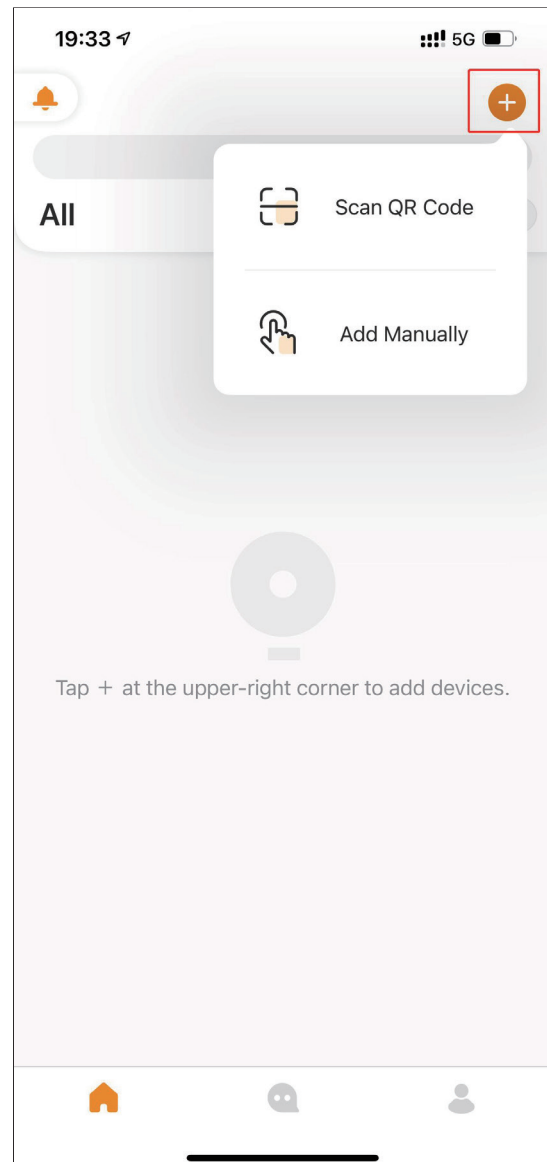 19:33
5G
Scan QR Code
All
Add Manually
Tap + at the upper-right corner to add devices.